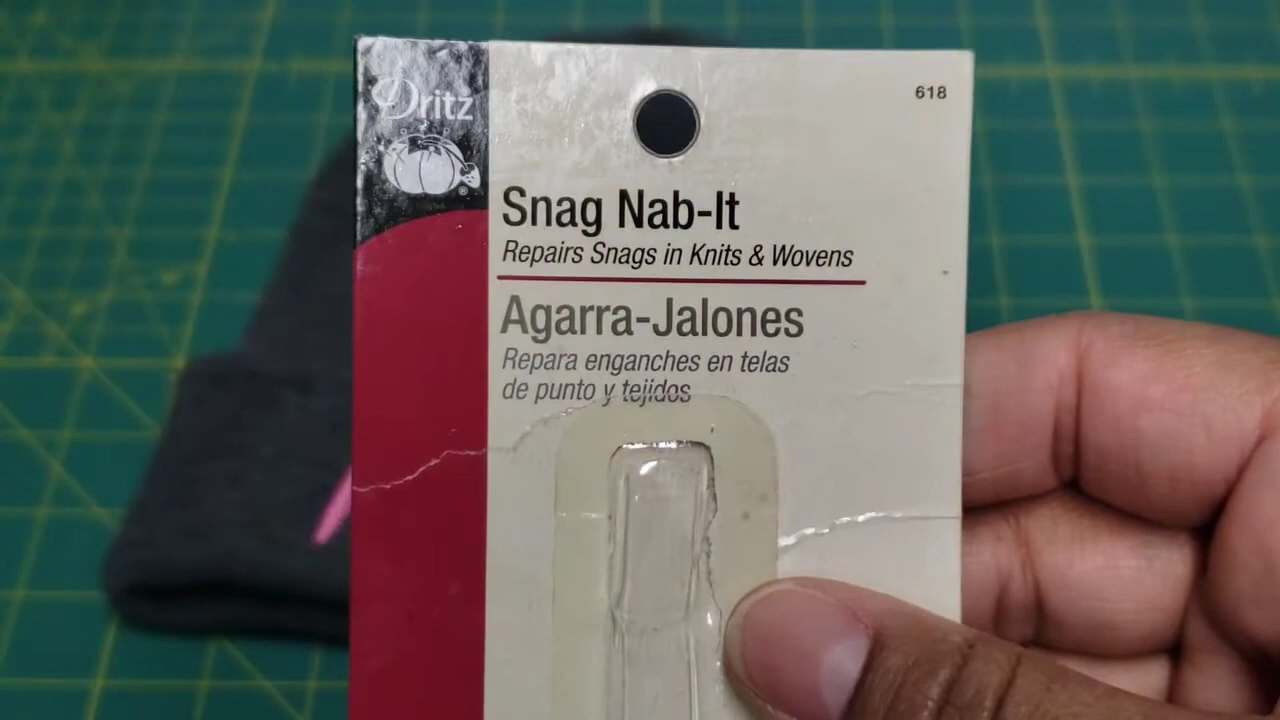 Dritz
®
618
Snag Nab-It
Repairs Snags in Knits & Wovens
Agarra-Jalones
Repara enganches en telas
de punto y tejidos